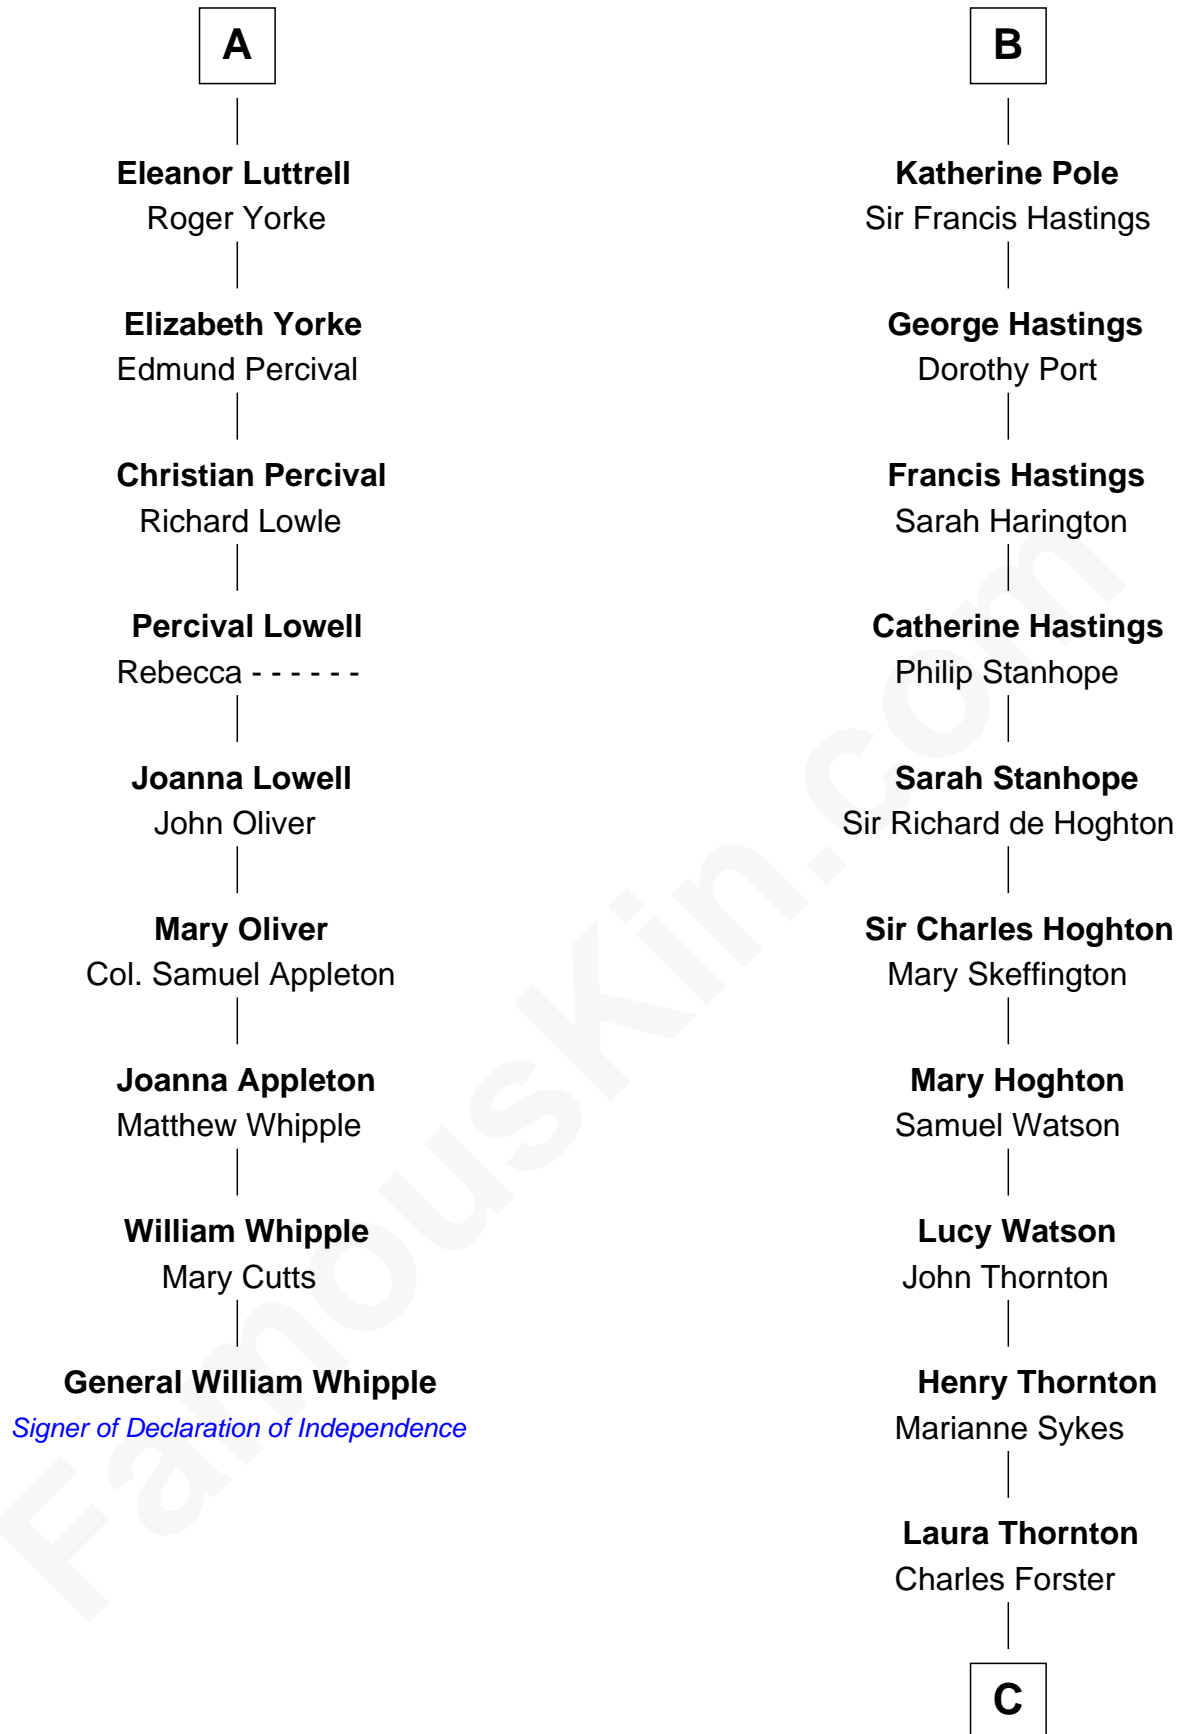 A
Eleanor Luttrell
Roger Yorke
Elizabeth Yorke
Edmund Percival
Christian Percival
Richard Lowle
Percival Lowell
Rebecca - - - - - -
Joanna Lowell
John Oliver
Mary Oliver
Col. Samuel Appleton
Joanna Appleton
Matthew Whipple
William Whipple
Mary Cutts
General William Whipple
Signer of Declaration of Independence
B
Katherine Pole
Sir Francis Hastings
George Hastings
Dorothy Port
Francis Hastings
Sarah Harington
Catherine Hastings
Philip Stanhope
Sarah Stanhope
Sir Richard de Hoghton
Sir Charles Hoghton
Mary Skeffington
Mary Hoghton
Samuel Watson
Lucy Watson
John Thornton
Henry Thornton
Marianne Sykes
Laura Thornton
Charles Forster
C
FamousKin.com